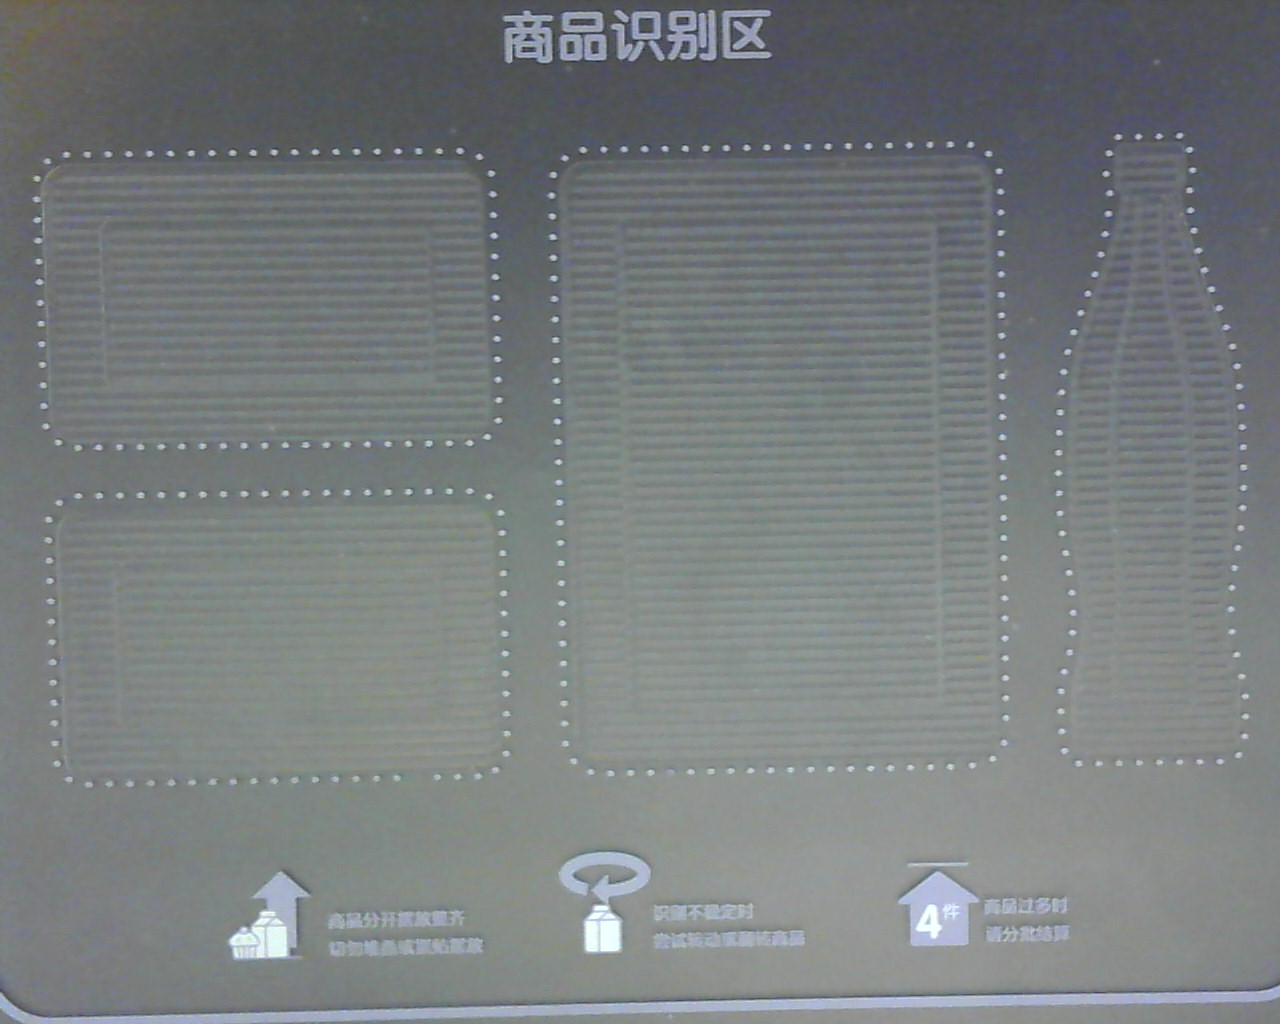 商品识别区
商品分开摆放整齐
切勿堆叠或紧贴摆放
识别不稳定时
尝试转动或翻转商品
4件
商品过多时
请分批结算